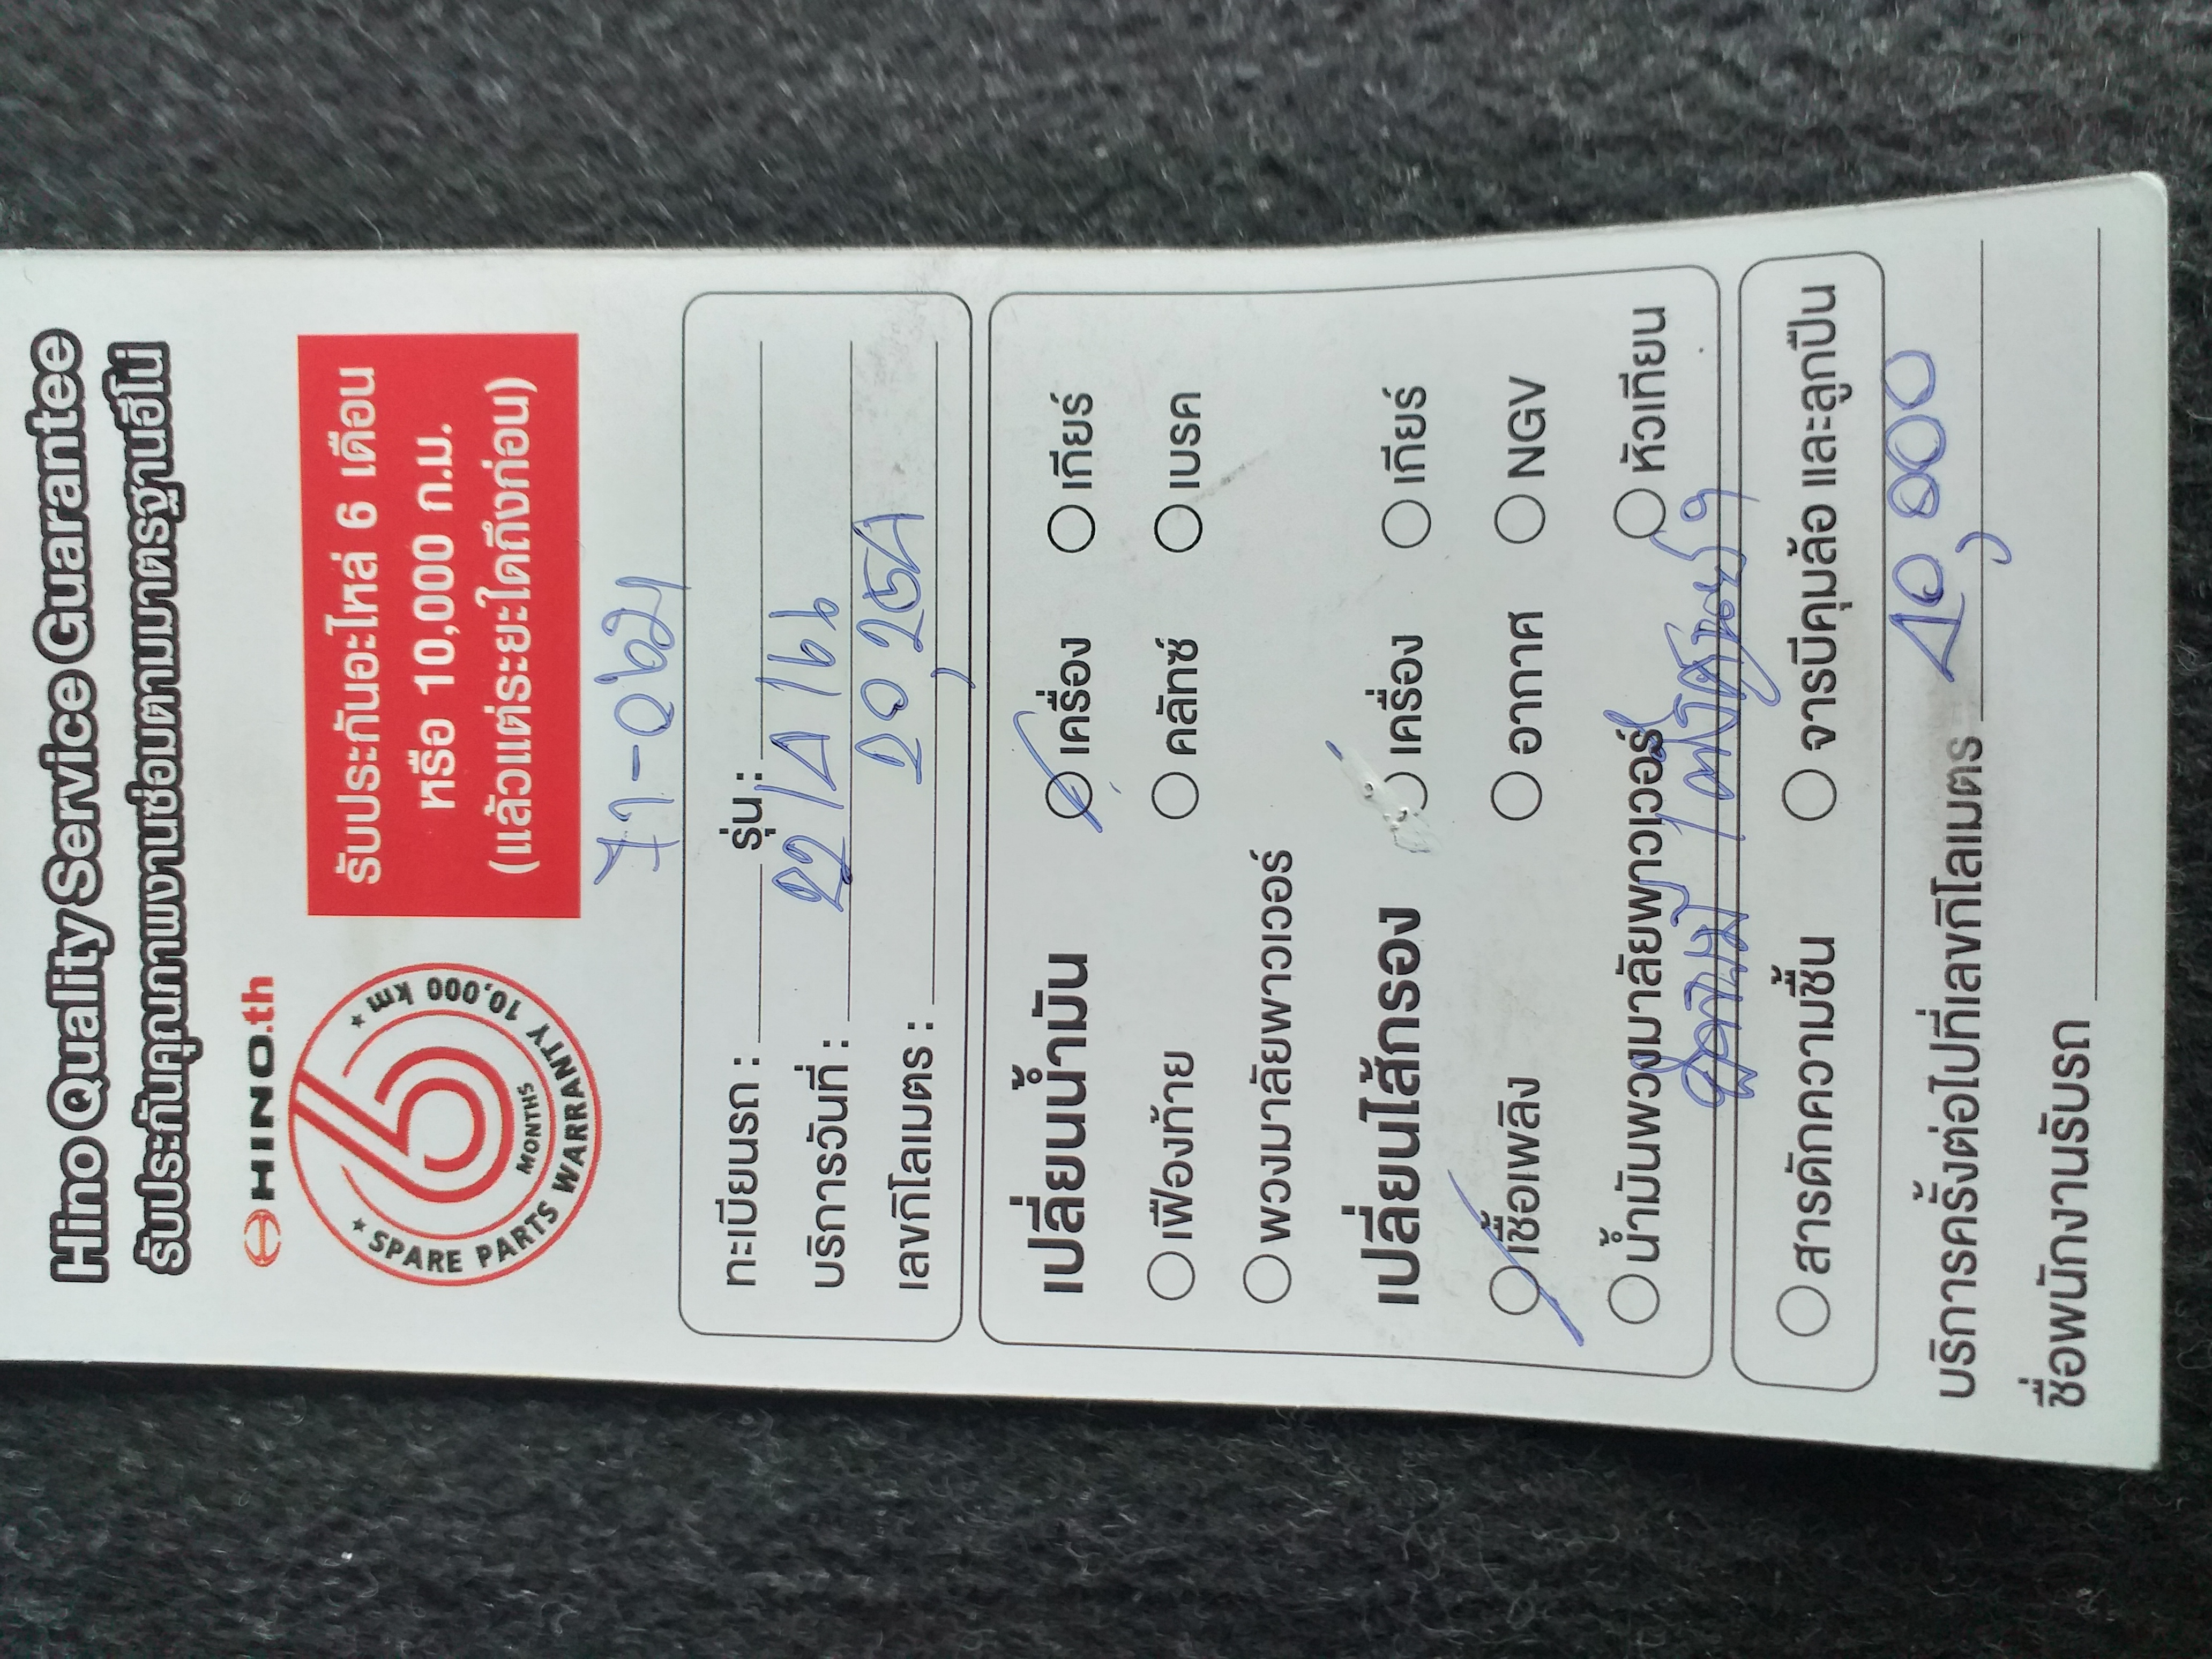 Hino Quality Service Guarantee
รับประกันคุณภาพงานซ่อมตามมาตรฐานฮีโน่
HINO.th
6
MONTHS
SPARE PARTS WARRANTY 10,000 km
รับประกันอะไหล่ 6 เดือน
หรือ 10,000 ก.ม.
(แล้วแต่ระยะใดถึงก่อน)
71-0621
ทะเบียนรถ : รุ่น :
บริการวันที่ : 22/4/66
เลขกิโลเมตร : 20,254
เปลี่ยนน้ำมัน เครื่อง เกียร์
เฟืองท้าย คลัทช์ เบรค
พวงมาลัยพาวเวอร์
เปลี่ยนไส้กรอง เครื่อง เกียร์
เชื้อเพลิง อากาศ NGV
น้ำมันพวงมาลัยพาวเวอร์ หัวเทียน
สารดักความชื้น จารบีคุมล้อ และลูกปืน
บริการครั้งต่อไปที่เลขกิโลเมตร 40,000
ชื่อพนักงานรับรถ